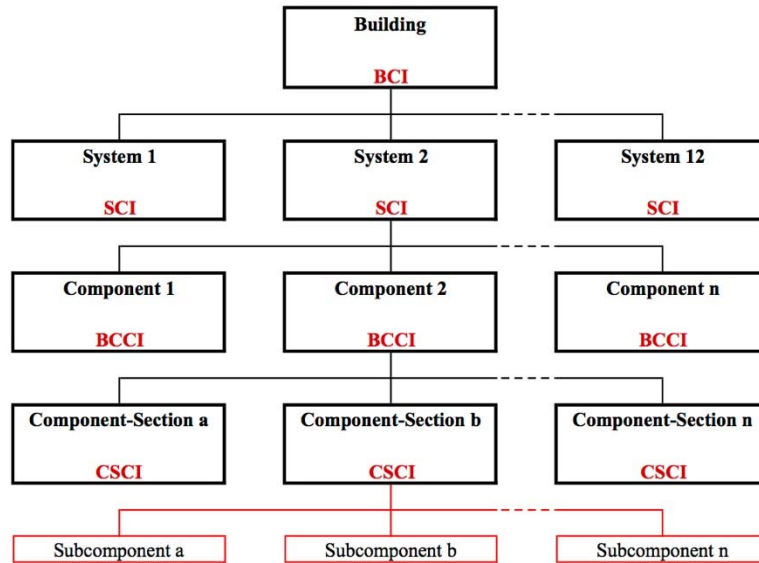 Building
BCI
System 1
SCI
System 2
SCI
System 12
SCI
Component 1
BCCI
Component 2
BCCI
Component n
BCCI
Component-Section a
CSCI
Component-Section b
CSCI
Component-Section n
CSCI
Subcomponent a
Subcomponent b
Subcomponent n